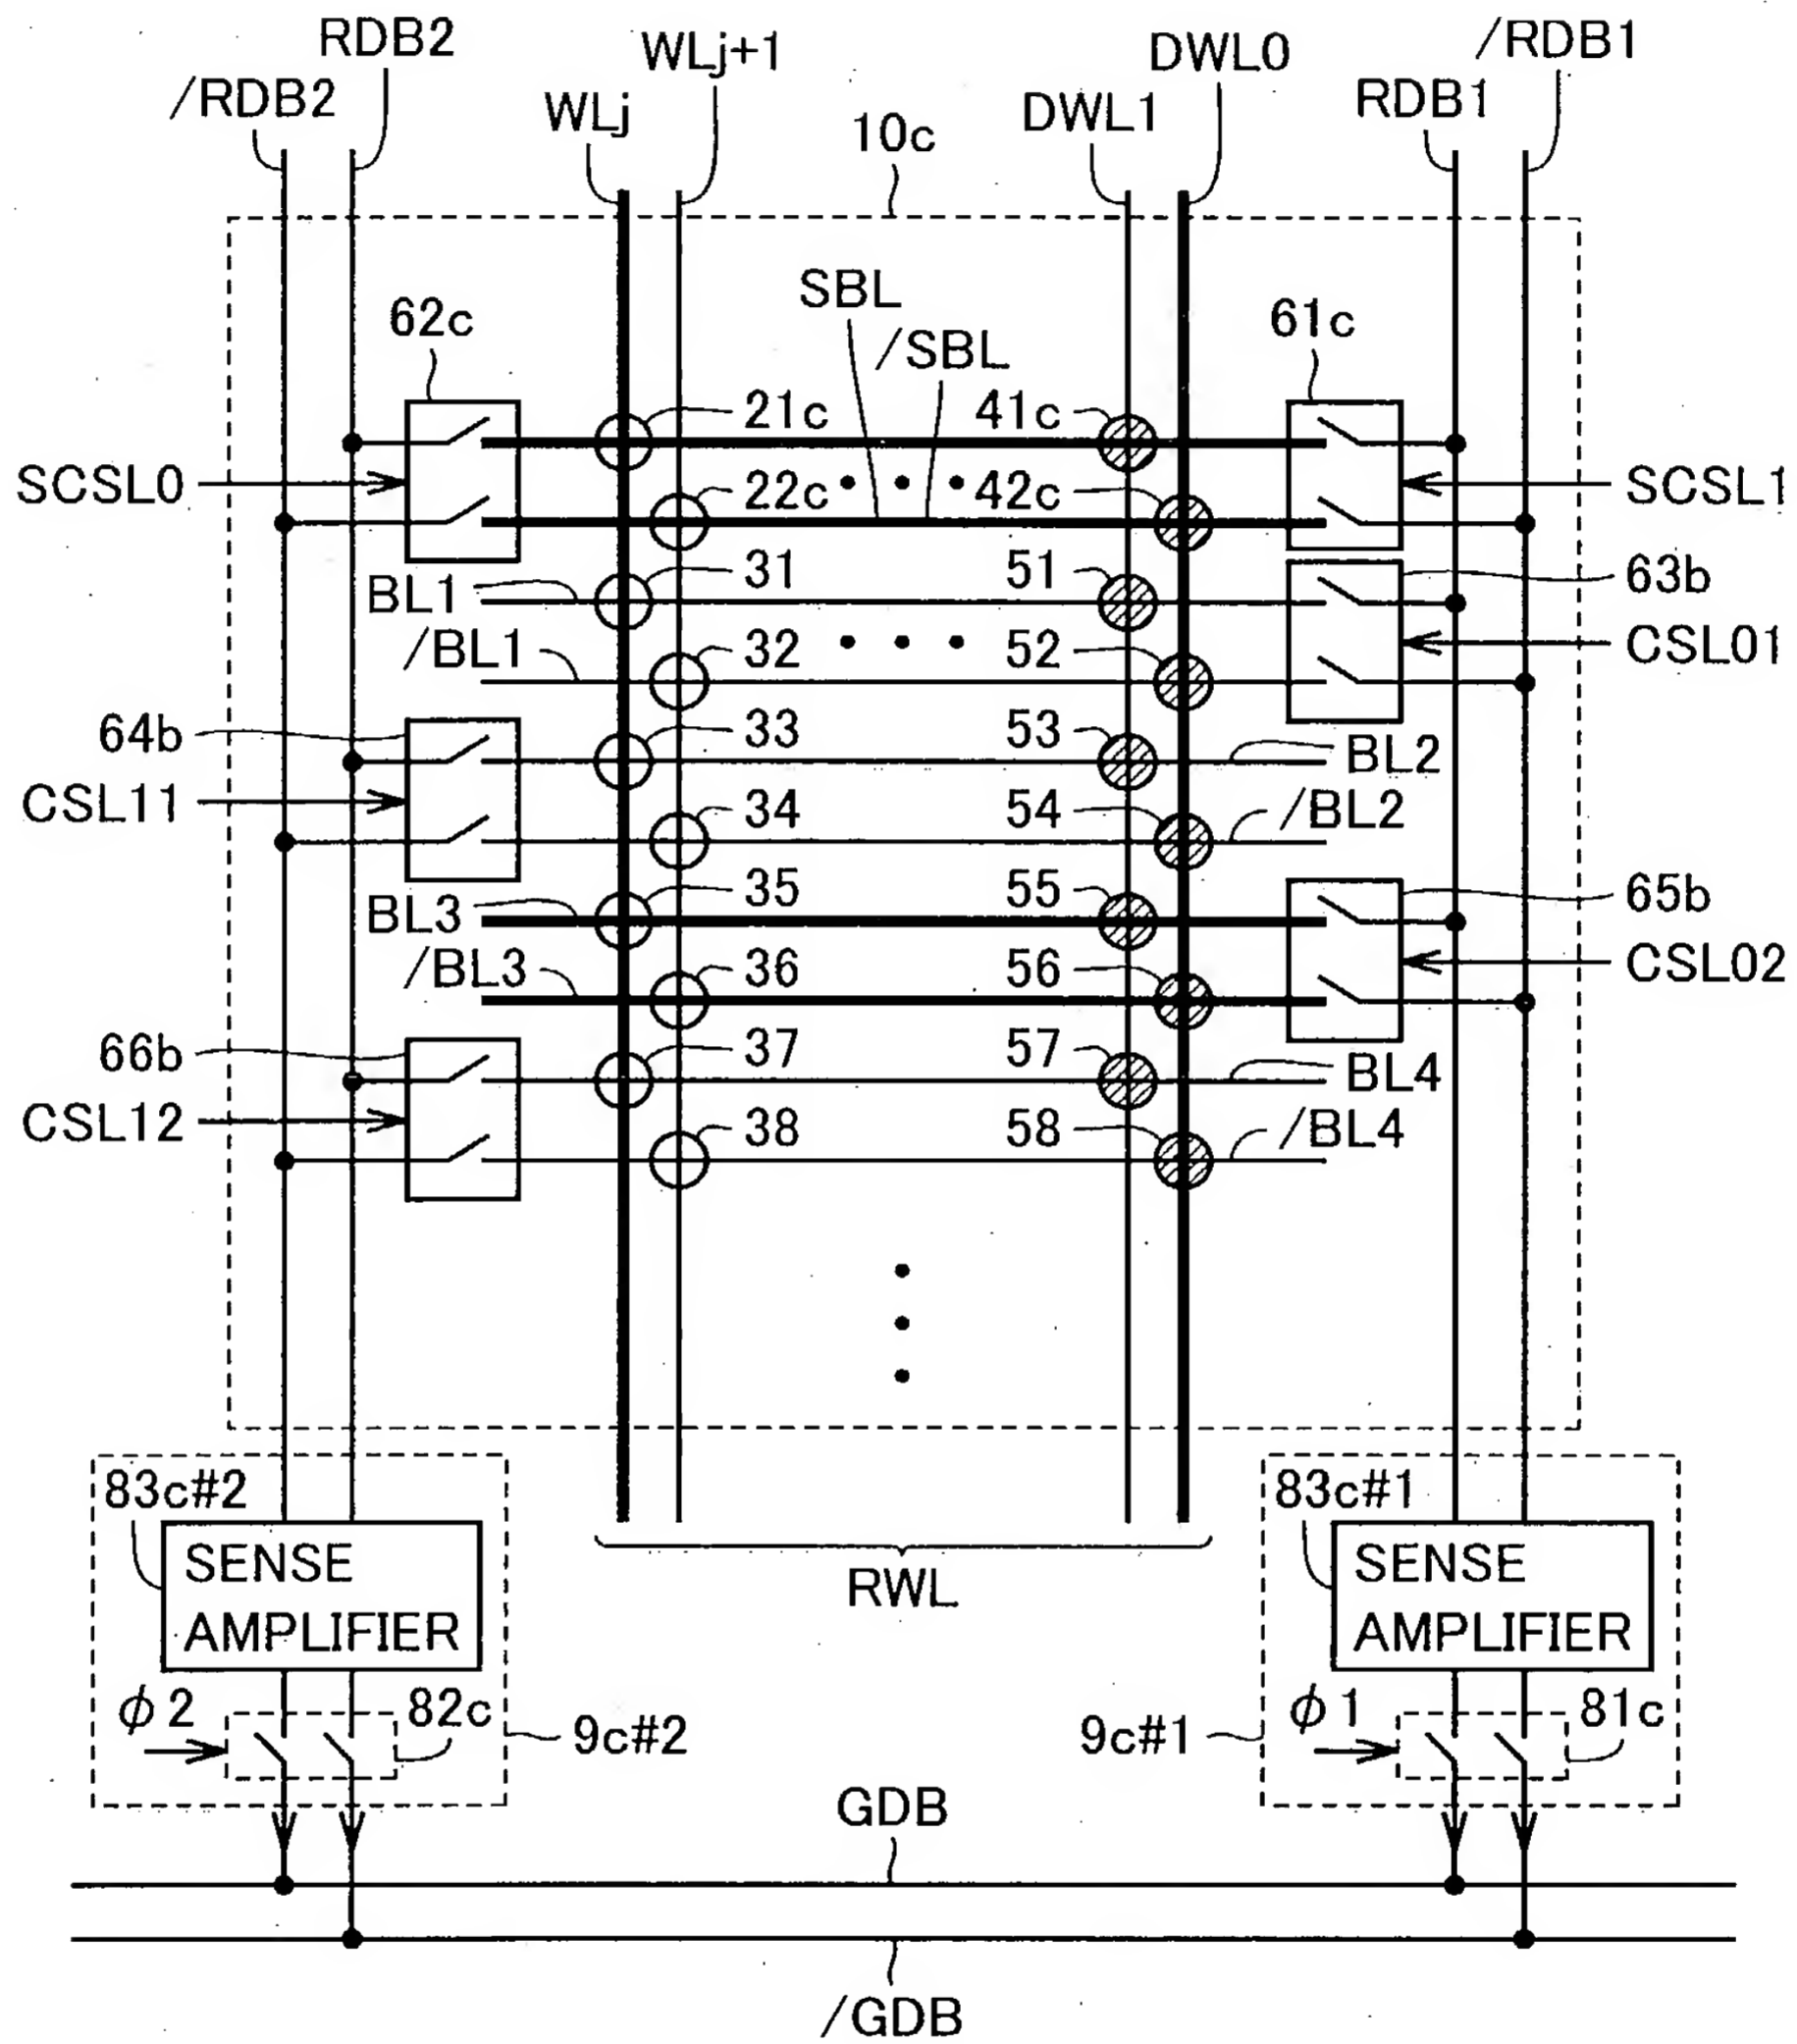 RDB2
/RDB2
WLj+1
WLj
10c
DWL0
DWL1
/RDB1
RDB1
SBL
/SBL
62c
61c
21c
41c
SCSL0
22c
42c
SCSL1
BL1
31
51
63b
/BL1
32
52
CSL01
64b
33
53
BL2
CSL11
34
54
/BL2
BL3
35
55
65b
/BL3
36
56
CSL02
66b
37
57
BL4
CSL12
38
58
/BL4
83c#2
SENSE
AMPLIFIER
RWL
83c#1
SENSE
AMPLIFIER
φ2
82c
9c#2
9c#1
φ1
81c
GDB
/GDB